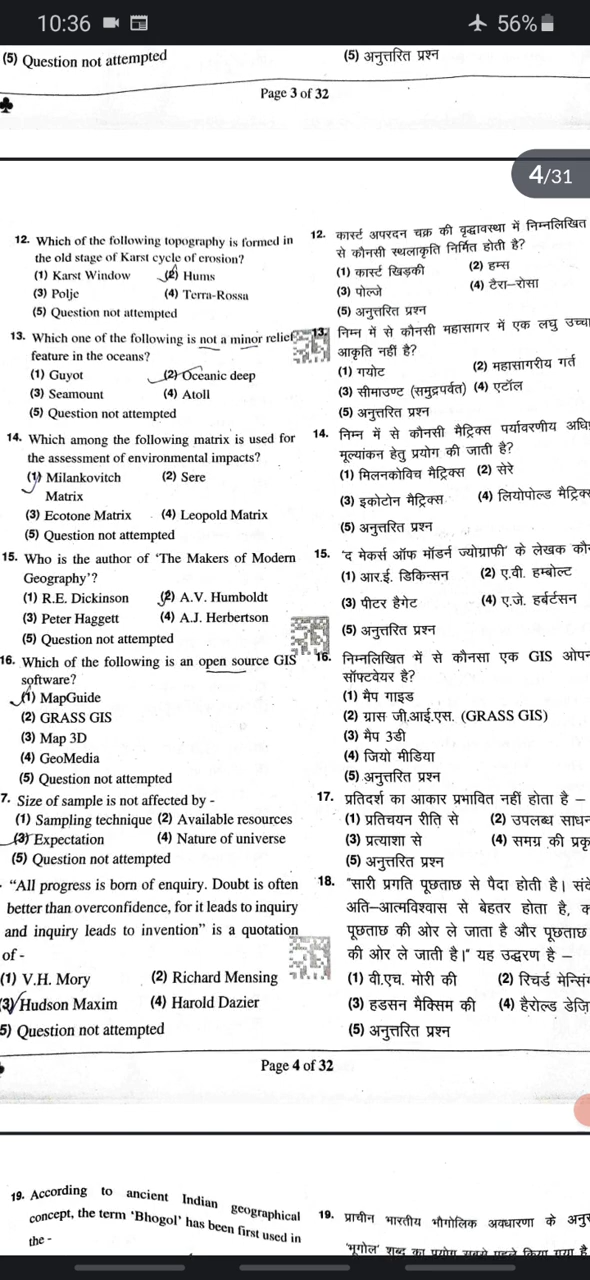 10:36
56%
(5) Question not attempted
(5) अनुत्तरित प्रश्न
Page 3 of 32
4/31
12. Which of the following topography is formed in
the old stage of Karst cycle of erosion?
(1) Karst Window (2) Hums
(3) Polje (4) Terra-Rossa
(5) Question not attempted
13. Which one of the following is not a minor relief
feature in the oceans?
(1) Guyot (2) Oceanic deep
(3) Seamount (4) Atoll
(5) Question not attempted
14. Which among the following matrix is used for
the assessment of environmental impacts?
(1) Milankovitch (2) Sere
Matrix
(3) Ecotone Matrix (4) Leopold Matrix
(5) Question not attempted
15. Who is the author of ‘The Makers of Modern
Geography’?
(1) R.E. Dickinson (2) A.V. Humboldt
(3) Peter Haggett (4) A.J. Herbertson
(5) Question not attempted
16. Which of the following is an open source GIS
software?
(1) MapGuide
(2) GRASS GIS
(3) Map 3D
(4) GeoMedia
(5) Question not attempted
7. Size of sample is not affected by -
(1) Sampling technique (2) Available resources
(3) Expectation (4) Nature of universe
(5) Question not attempted
“All progress is born of enquiry. Doubt is often
better than overconfidence, for it leads to inquiry
and inquiry leads to invention” is a quotation
of -
(1) V.H. Mory (2) Richard Mensing
(3) Hudson Maxim (4) Harold Dazier
5) Question not attempted
12. कार्स्ट अपरदन चक्र की वृद्धावस्था में निम्नलिखित
से कौनसी स्थलाकृति निर्मित होती है?
(1) कार्स्ट खिड़की (2) हम्स
(3) पोल्जे (4) टैरा–रोसा
(5) अनुत्तरित प्रश्न
13. निम्न में से कौनसी महासागर में एक लघु उच्चा
आकृति नहीं है?
(1) गयोट (2) महासागरीय गर्त
(3) सीमाउण्ट (समुद्रपर्वत) (4) एटॉल
(5) अनुत्तरित प्रश्न
14. निम्न में से कौनसी मैट्रिक्स पर्यावरणीय
मूल्यांकन हेतु प्रयोग की जाती है?
(1) मिलनकोविच मैट्रिक्स (2) सेरे
(3) इकोटोन मैट्रिक्स (4) लियोपोल्ड
(5) अनुत्तरित प्रश्न
15. ‘द मेकर्स ऑफ मॉडर्न ज्योग्राफी’ के लेखक
(1) आर.ई. डिकिन्सन (2) ए.वी. हम्बोल्ट
(3) पीटर हैगेट (4) ए.जे. हर्बर्टसन
(5) अनुत्तरित प्रश्न
16. निम्नलिखित में से कौनसा एक GIS ओपन
सॉफ्टवेयर है?
(1) मैप गाइड
(2) ग्रास जी.आई.एस. (GRASS GIS)
(3) मैप 3डी
(4) जियो मीडिया
(5) अनुत्तरित प्रश्न
17. प्रतिदर्श का आकार प्रभावित नहीं होता है –
(1) प्रतिचयन रीति से (2) उपलब्ध साधन
(3) प्रत्याशा से (4) समग्र की
(5) अनुत्तरित प्रश्न
18. “सारी प्रगति पूछताछ से पैदा होती है।
अति–आत्मविश्वास से बेहतर होता है,
पूछताछ की ओर ले जाता है और पूछताछ
की ओर ले जाती है।” यह उद्धरण है –
(1) वी.एच. मोरी की (2) रिचर्ड
(3) हडसन मैक्सिम की (4) हैरोल्ड
(5) अनुत्तरित प्रश्न
Page 4 of 32
19. According to ancient Indian geographical
concept, the term ‘Bhogol’ has been first used in
the -
19. प्राचीन भारतीय भौगोलिक अवधारणा के
‘भूगोल’ शब्द का प्रयोग सबसे पहले किया गया है